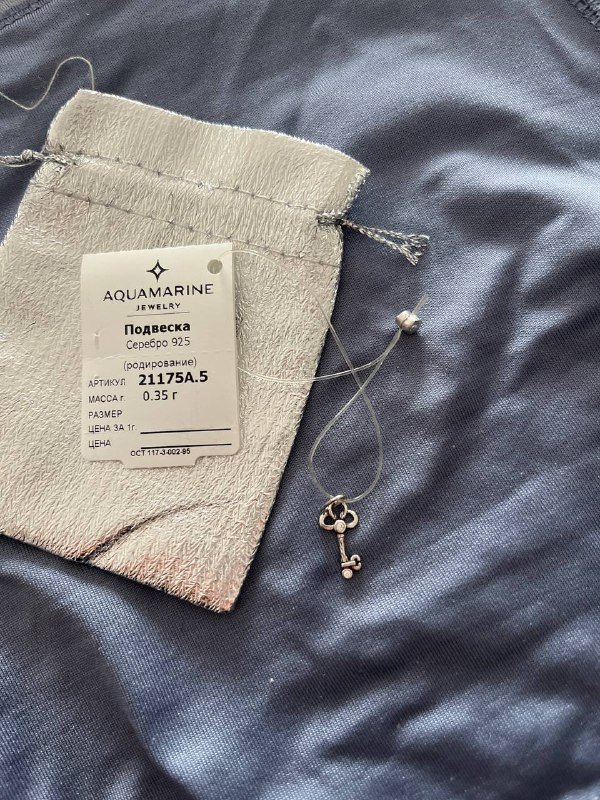 AQUAMARINE
JEWELRY
Подвеска
Серебро 925
(родирование)
АРТИКУЛ 21175А.5
МАССА г. 0.35 г
РАЗМЕР
ЦЕНА ЗА 1г.
ЦЕНА
ОСТ 117-3-002-95